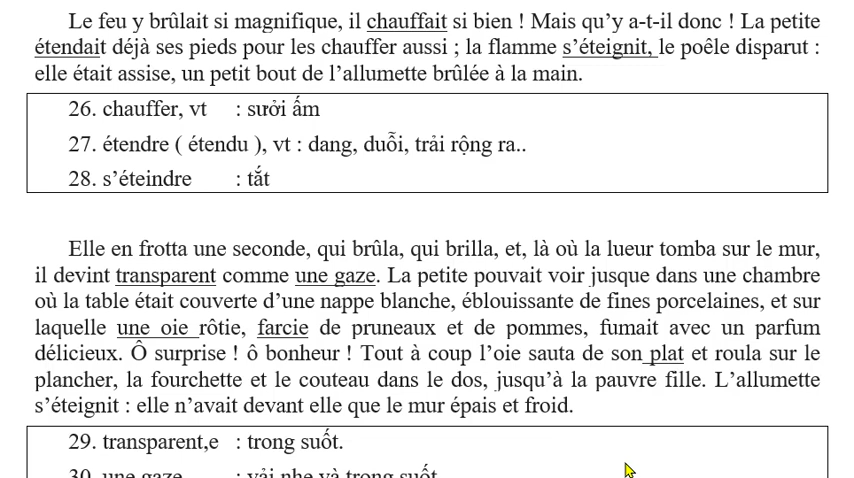 Le feu y brûlait si magnifique, il chauffait si bien ! Mais qu’y a-t-il donc ! La petite
étendait déjà ses pieds pour les chauffer aussi ; la flamme s’éteignit, le poêle disparut :
elle était assise, un petit bout de l’allumette brûlée à la main.
26. chauffer, vt : sưởi ấm
27. étendre ( étendu ), vt : dang, duỗi, trải rộng ra..
28. s’éteindre : tắt
Elle en frotta une seconde, qui brûla, qui brilla, et, là où la lueur tomba sur le mur,
il devint transparent comme une gaze. La petite pouvait voir jusque dans une chambre
où la table était couverte d’une nappe blanche, éblouissante de fines porcelaines, et sur
laquelle une oie rôtie, farcie de pruneaux et de pommes, fumait avec un parfum
délicieux. Ô surprise ! ô bonheur ! Tout à coup l’oie sauta de son plat et roula sur le
plancher, la fourchette et le couteau dans le dos, jusqu’à la pauvre fille. L’allumette
s’éteignit : elle n’avait devant elle que le mur épais et froid.
29. transparent,e : trong suốt.
30. une gaze : vải nhẹ và trong suốt